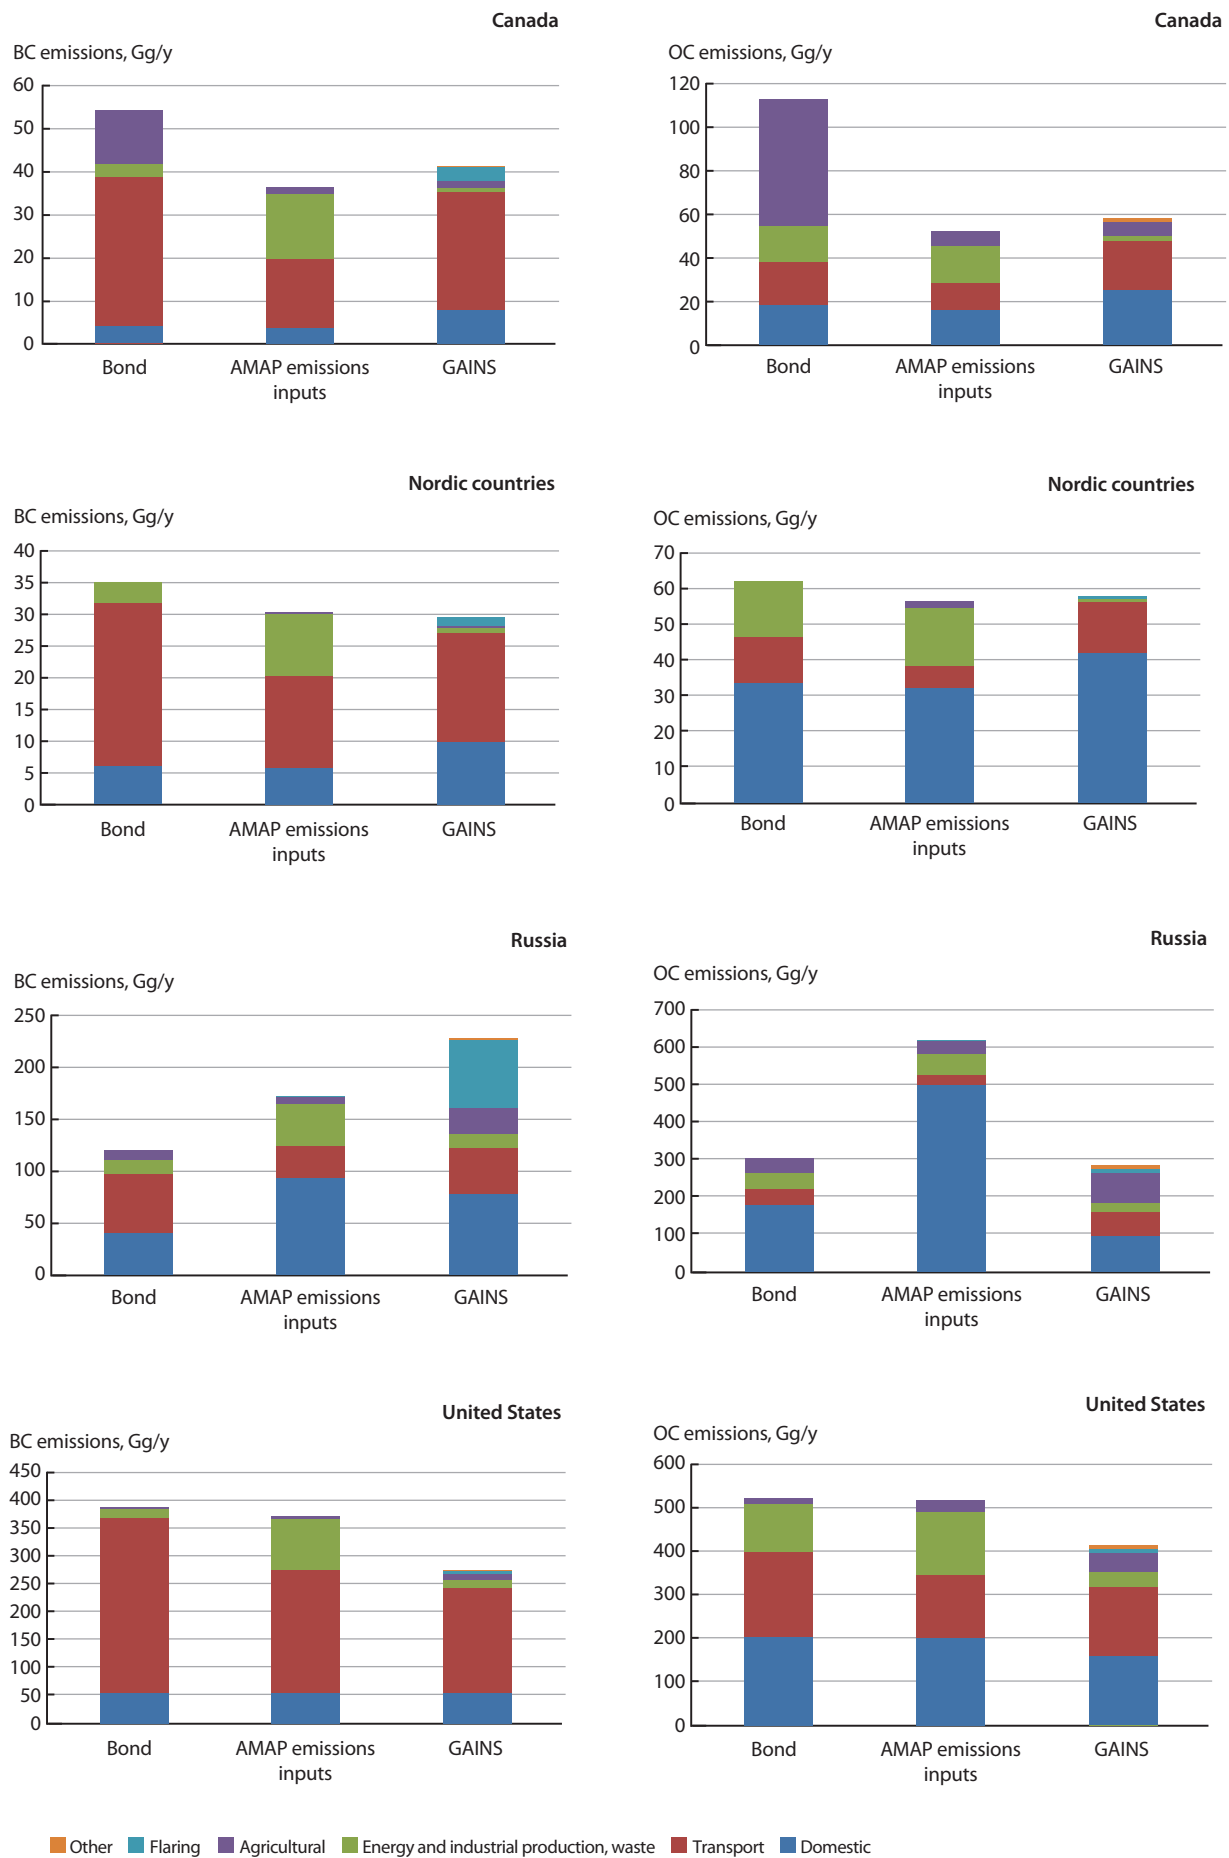 Canada
BC emissions, Gg/y
60
50
40
30
20
10
0
Bond
AMAP emissions
inputs
GAINS
Canada
OC emissions, Gg/y
120
100
80
60
40
20
0
Bond
AMAP emissions
inputs
GAINS
Nordic countries
BC emissions, Gg/y
40
35
30
25
20
15
10
5
0
Bond
AMAP emissions
inputs
GAINS
Nordic countries
OC emissions, Gg/y
70
60
50
40
30
20
10
0
Bond
AMAP emissions
inputs
GAINS
Russia
BC emissions, Gg/y
250
200
150
100
50
0
Bond
AMAP emissions
inputs
GAINS
Russia
OC emissions, Gg/y
700
600
500
400
300
200
100
0
Bond
AMAP emissions
inputs
GAINS
United States
BC emissions, Gg/y
450
400
350
300
250
200
150
100
50
0
Bond
AMAP emissions
inputs
GAINS
United States
OC emissions, Gg/y
600
500
400
300
200
100
0
Bond
AMAP emissions
inputs
GAINS
Other Flaring Agricultural Energy and industrial production, waste Transport Domestic